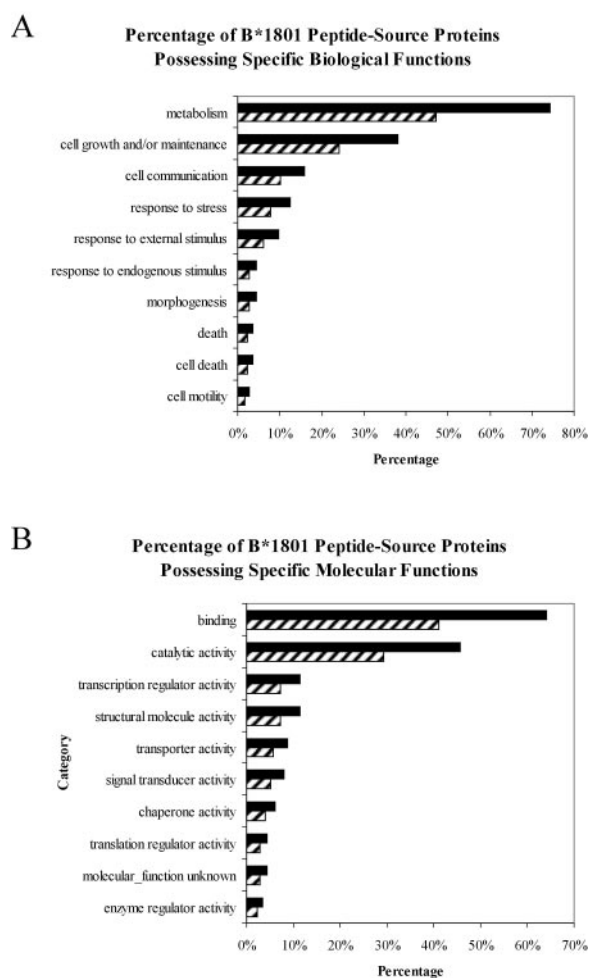 A
Percentage of B*1801 Peptide-Source Proteins
Possessing Specific Biological Functions
metabolism
cell growth and/or maintenance
cell communication
response to stress
response to external stimulus
response to endogenous stimulus
morphogenesis
death
cell death
cell motility
0% 10% 20% 30% 40% 50% 60% 70% 80%
Percentage
B
Percentage of B*1801 Peptide-Source Proteins
Possessing Specific Molecular Functions
Category
binding
catalytic activity
transcription regulator activity
structural molecule activity
transporter activity
signal transducer activity
chaperone activity
translation regulator activity
molecular_function unknown
enzyme regulator activity
0% 10% 20% 30% 40% 50% 60% 70%
Percentage